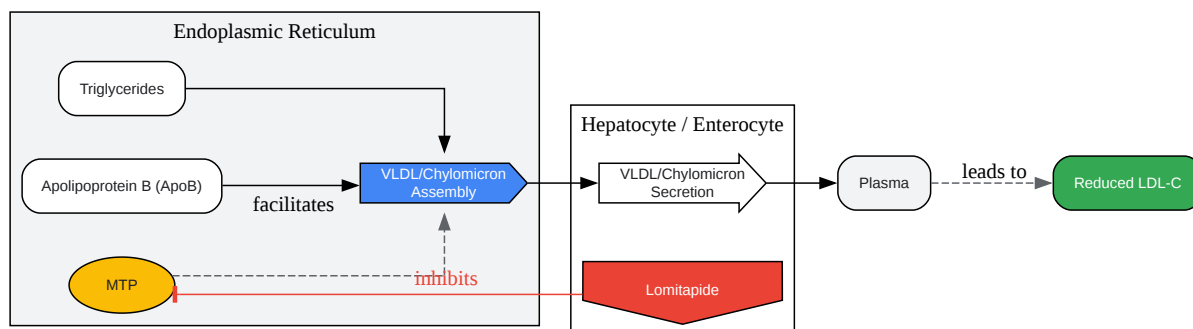 Endoplasmic Reticulum
Triglycerides
Hepatocyte / Enterocyte
Apolipoprotein B (ApoB)
facilitates
VLDL/Chylomicron
Assembly
VLDL/Chylomicron
Secretion
Plasma
leads to
Reduced LDL-C
MTP
inhibits
Lomitapide